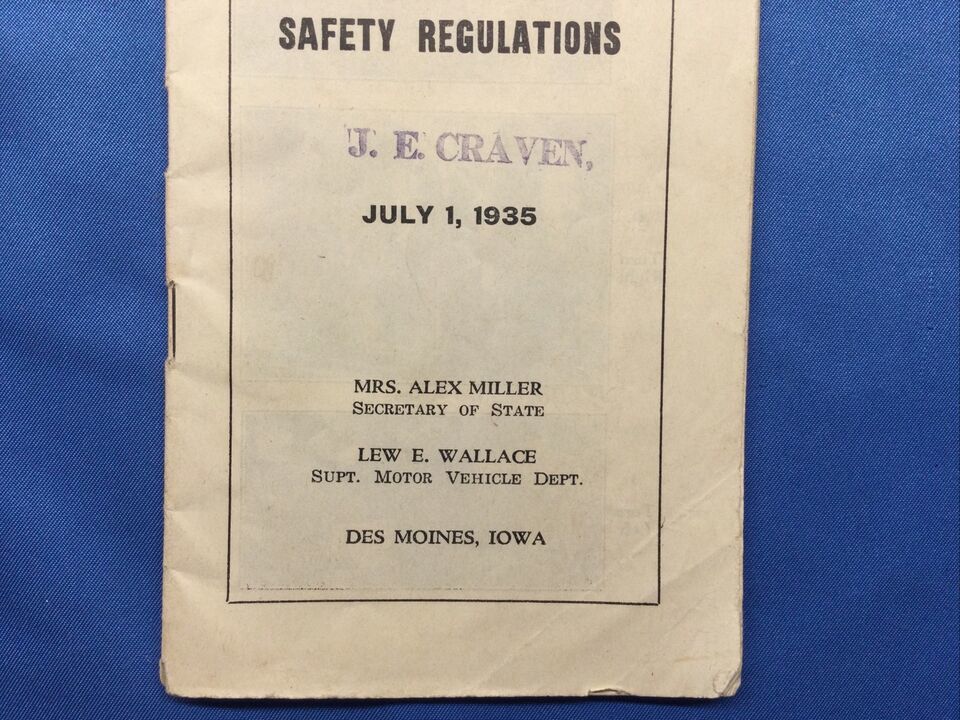 SAFETY REGULATIONS
J. E. CRAVEN,
JULY 1, 1935
MRS. ALEX MILLER
SECRETARY OF STATE
LEW E. WALLACE
SUPT. MOTOR VEHICLE DEPT.
DES MOINES, IOWA